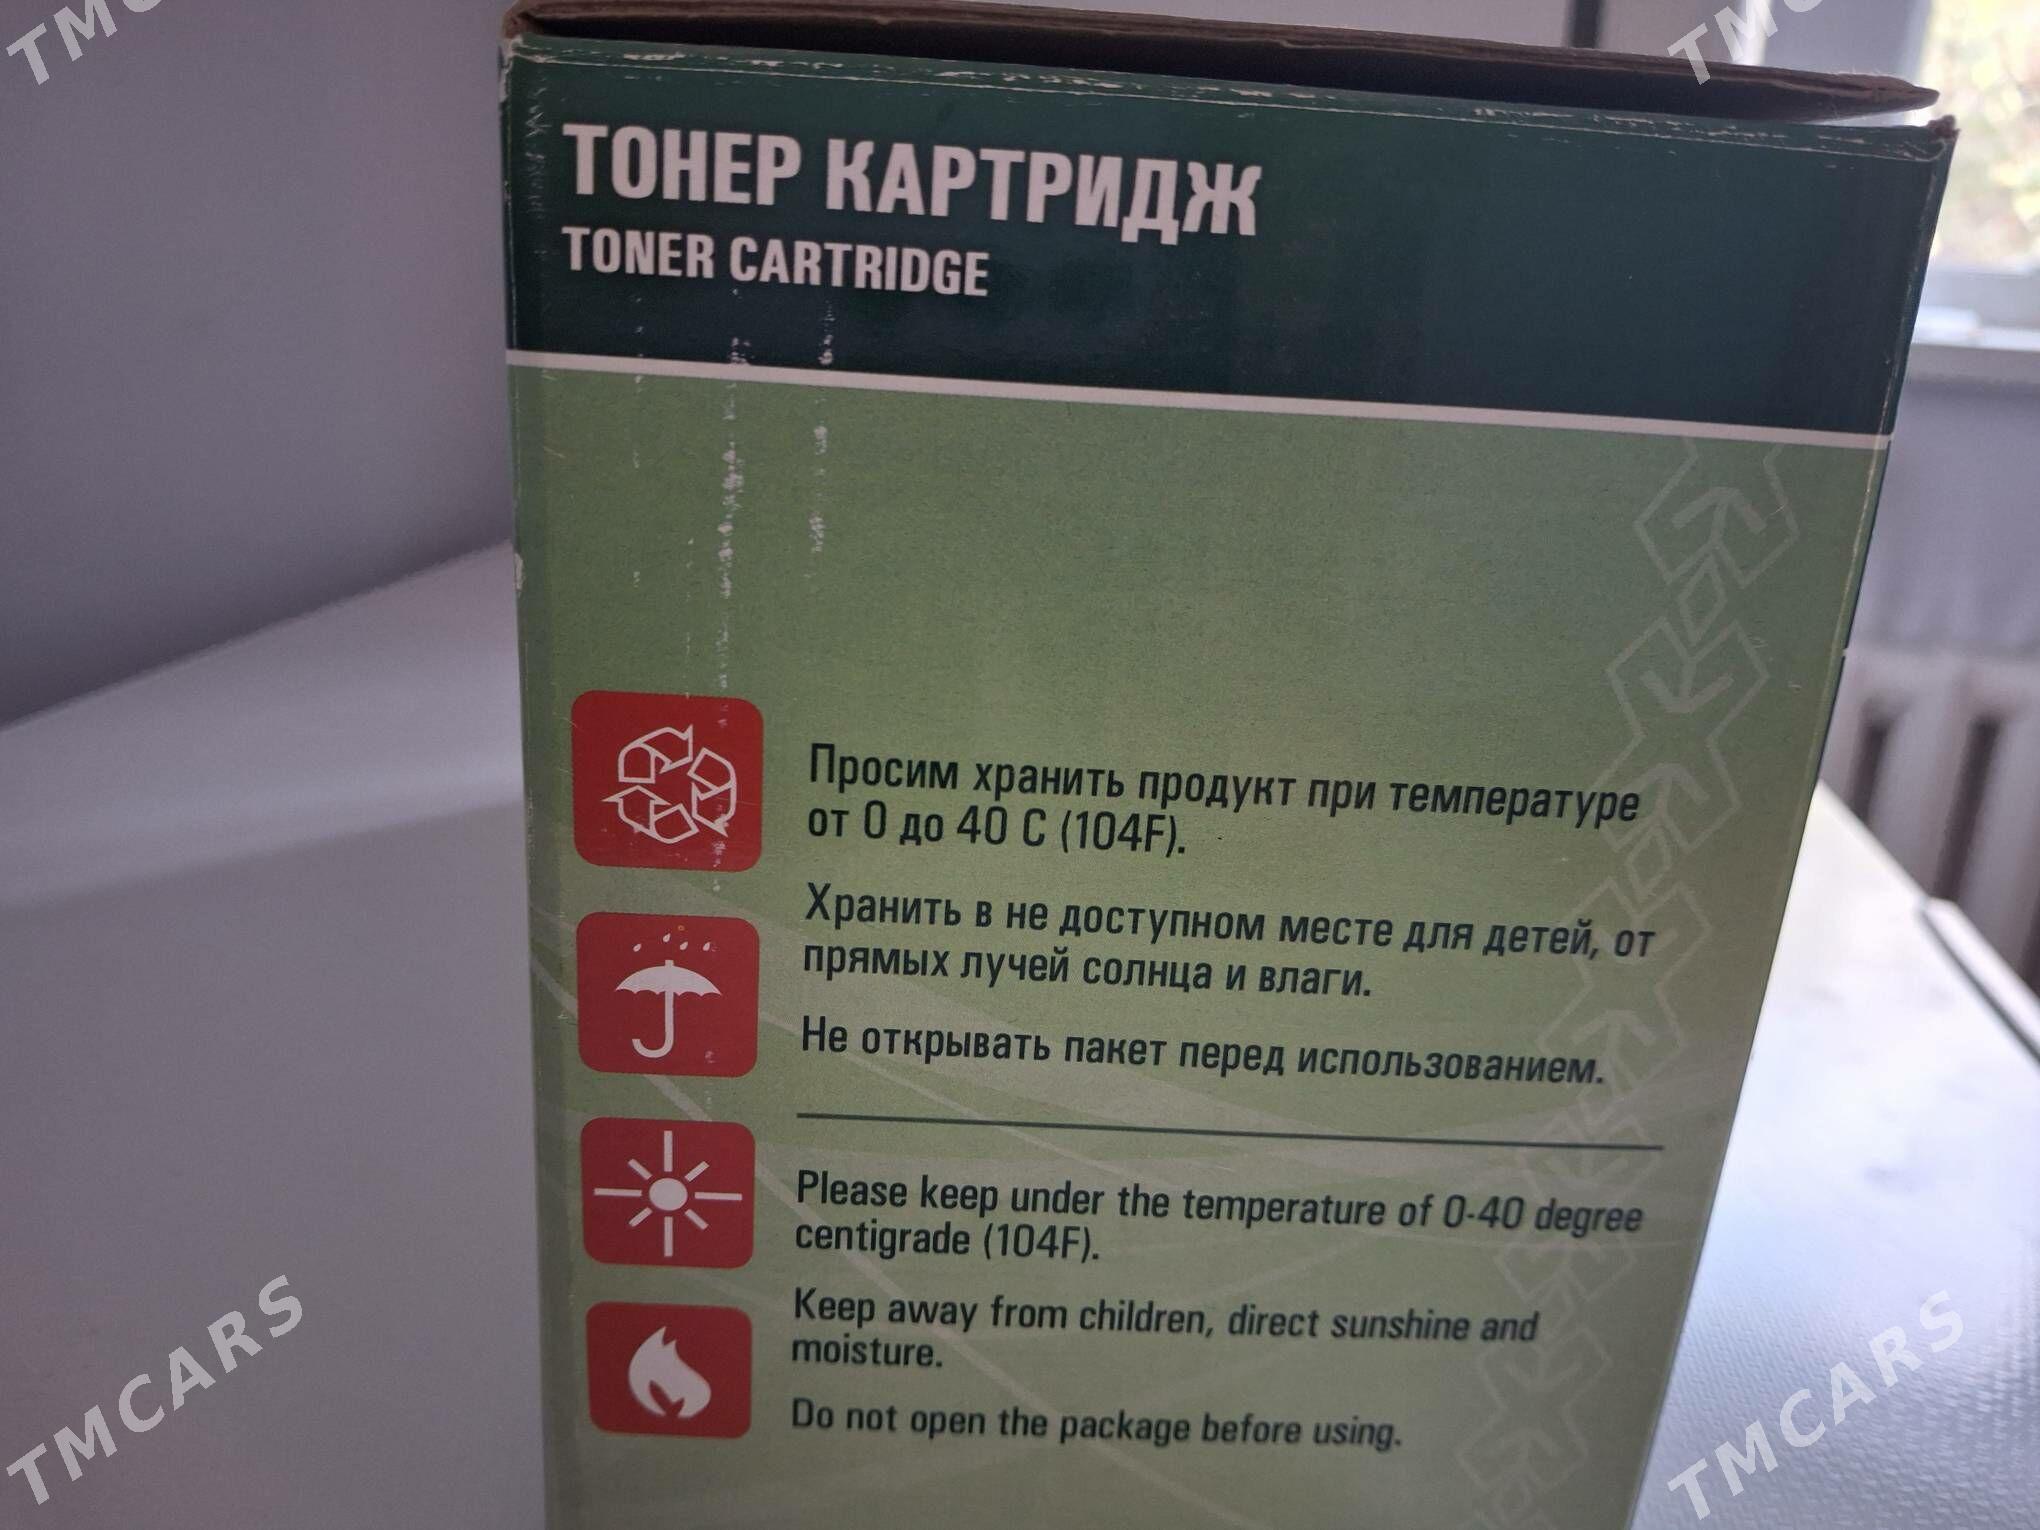 ТОНЕР КАРТРИДЖ
TONER CARTRIDGE
Просим хранить продукт при температуре
от 0 до 40 С (104F).
Хранить в не доступном месте для детей, от
прямых лучей солнца и влаги.
Не открывать пакет перед использованием.
Please keep under the temperature of 0-40 degree
centigrade (104F).
Keep away from children, direct sunshine and
moisture.
Do not open the package before using.
TMCARS
TMCARS